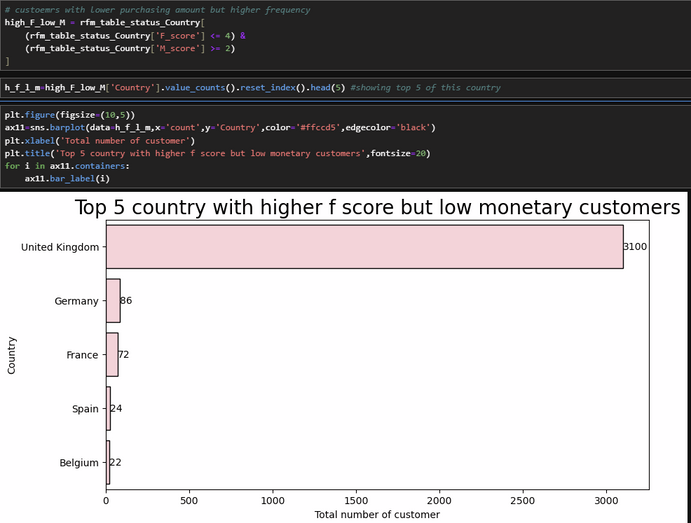 # custoemrs with lower purchasing amount but higher frequency
high_F_low_M = rfm_table_status_Country[
    (rfm_table_status_Country['F_score'] <= 4) &
    (rfm_table_status_Country['M_score'] >= 2)
]
h_f_l_m=high_F_low_M['Country'].value_counts().reset_index().head(5) #showing top 5 of this country
plt.figure(figsize=(10,5))
ax11=sns.barplot(data=h_f_l_m,x='count',y='Country',color='#ffccd5',edgecolor='black')
plt.xlabel('Total number of customer')
plt.title('Top 5 country with higher f score but low monetary customers',fontsize=20)
for i in ax11.containers:
    ax11.bar_label(i)
Top 5 country with higher f score but low monetary customers
United Kingdom 3100
Germany 86
France 72
Spain 24
Belgium 22
Country
0 500 1000 1500 2000 2500 3000
Total number of customer